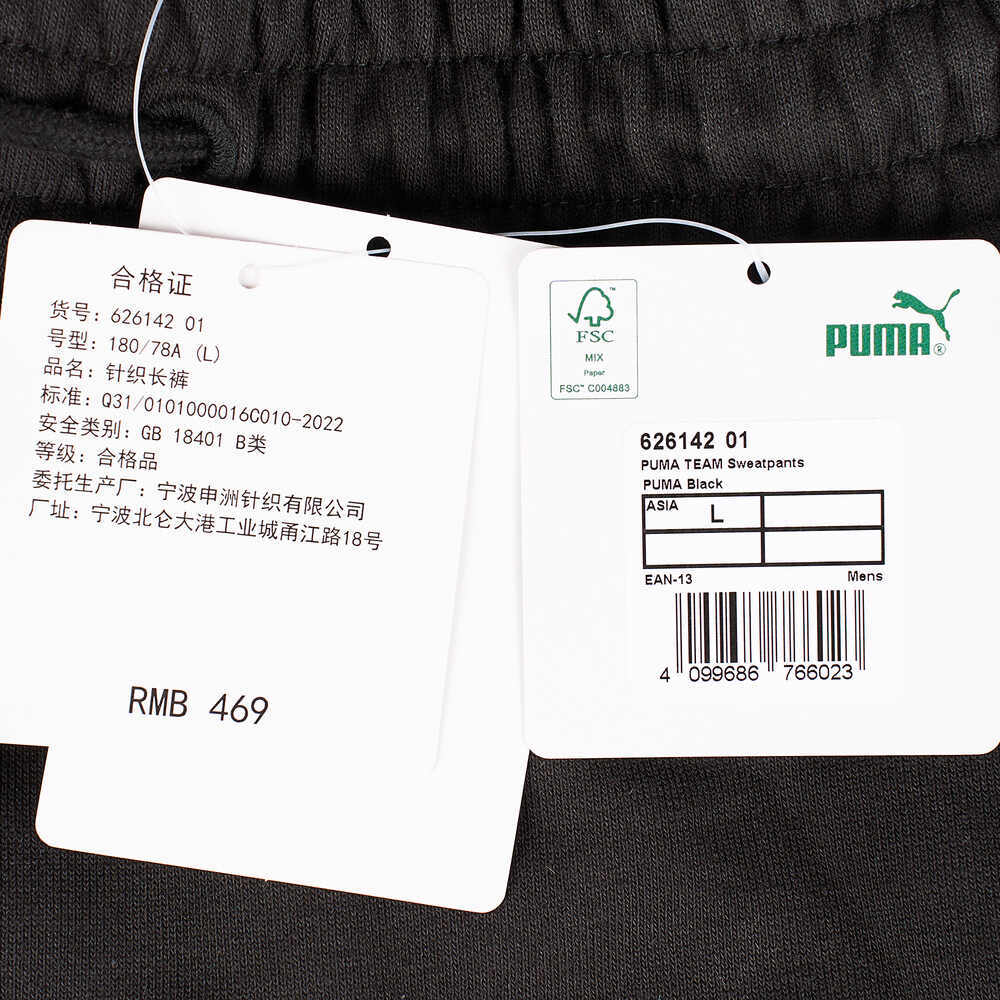 合格证
货号: 626142 01
号型: 180/78A (L)
品名: 针织长裤
标准: Q31/0101000016C010-2022
安全类别: GB 18401 B类
等级: 合格品
委托生产厂: 宁波申洲针织有限公司
厂址: 宁波北仑大港工业城甬江路18号
RMB 469
FSC
MIX
Paper
FSC™ C004883
PUMA®
626142 01
PUMA TEAM Sweatpants
PUMA Black
ASIA L
EAN-13 Mens
4 099686 766023